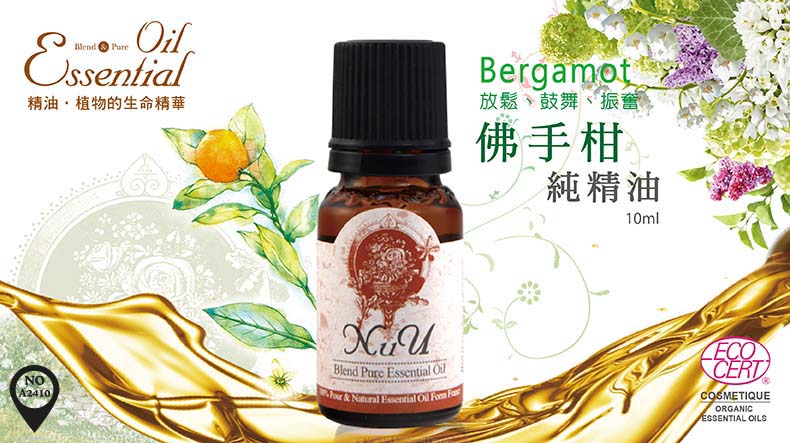 Essential Oil
Blend & Pure
精油・植物的生命精華
Bergamot
放鬆、鼓舞、振奮
佛手柑
純精油
10ml
NuU
Blend Pure Essential Oil
100% Pour & Natural Essential Oil Form France
NO
A2410
ECO
CERT
®
COSMETIQUE
ORGANIC
ESSENTIAL OILS